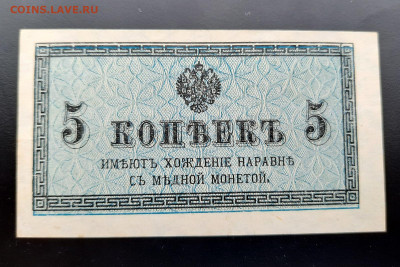 COINS.LAVE.RU
5 КОПѢЕКЪ 5
ИМѢЮТЪ ХОЖДЕНІЕ НАРАВНѢ
СЪ МѢДНОЙ МОНЕТОЙ.